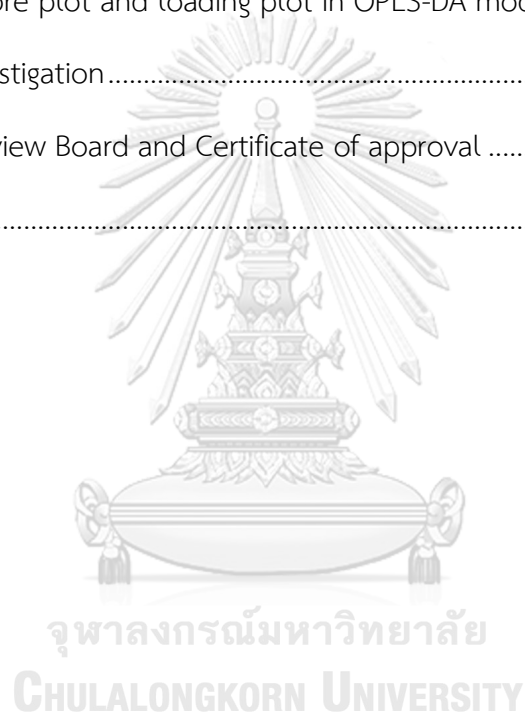 ore plot and loading plot in OPLS-DA mod
stigation...............................................................................
view Board and Certificate of approval ......
...............................................................................................
จุฬาลงกรณ์มหาวิทยาลัย
CHULALONGKORN UNIVERSITY